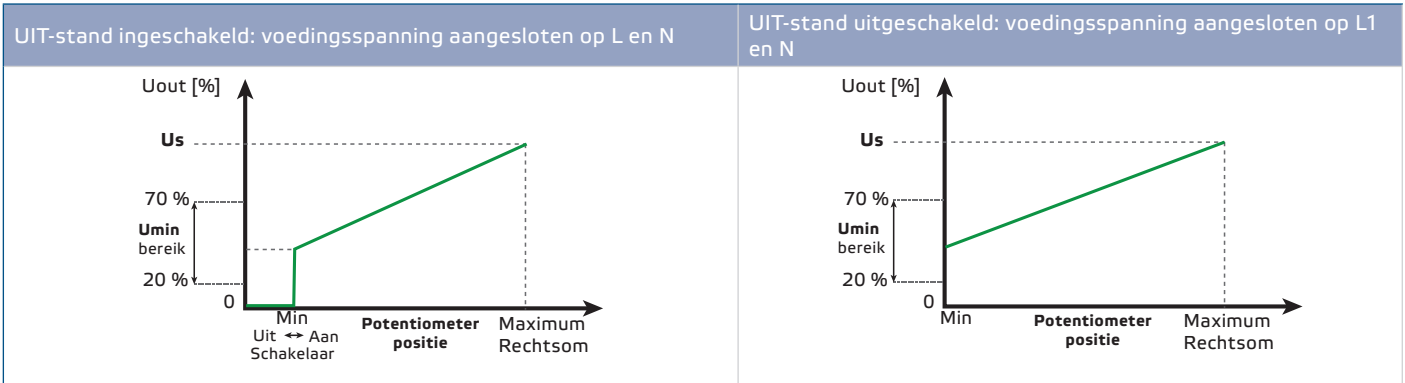 UIT-stand ingeschakeld: voedingsspanning aangesloten op L en N
UIT-stand uitgeschakeld: voedingsspanning aangesloten op L1
en N
Uout [%]
Us
70 %
Umin
bereik
20 %
0
Min
Uit ↔ Aan
Schakelaar
Potentiometer
positie
Maximum
Rechtsom
Uout [%]
Us
70 %
Umin
bereik
20 %
0
Min
Potentiometer
positie
Maximum
Rechtsom